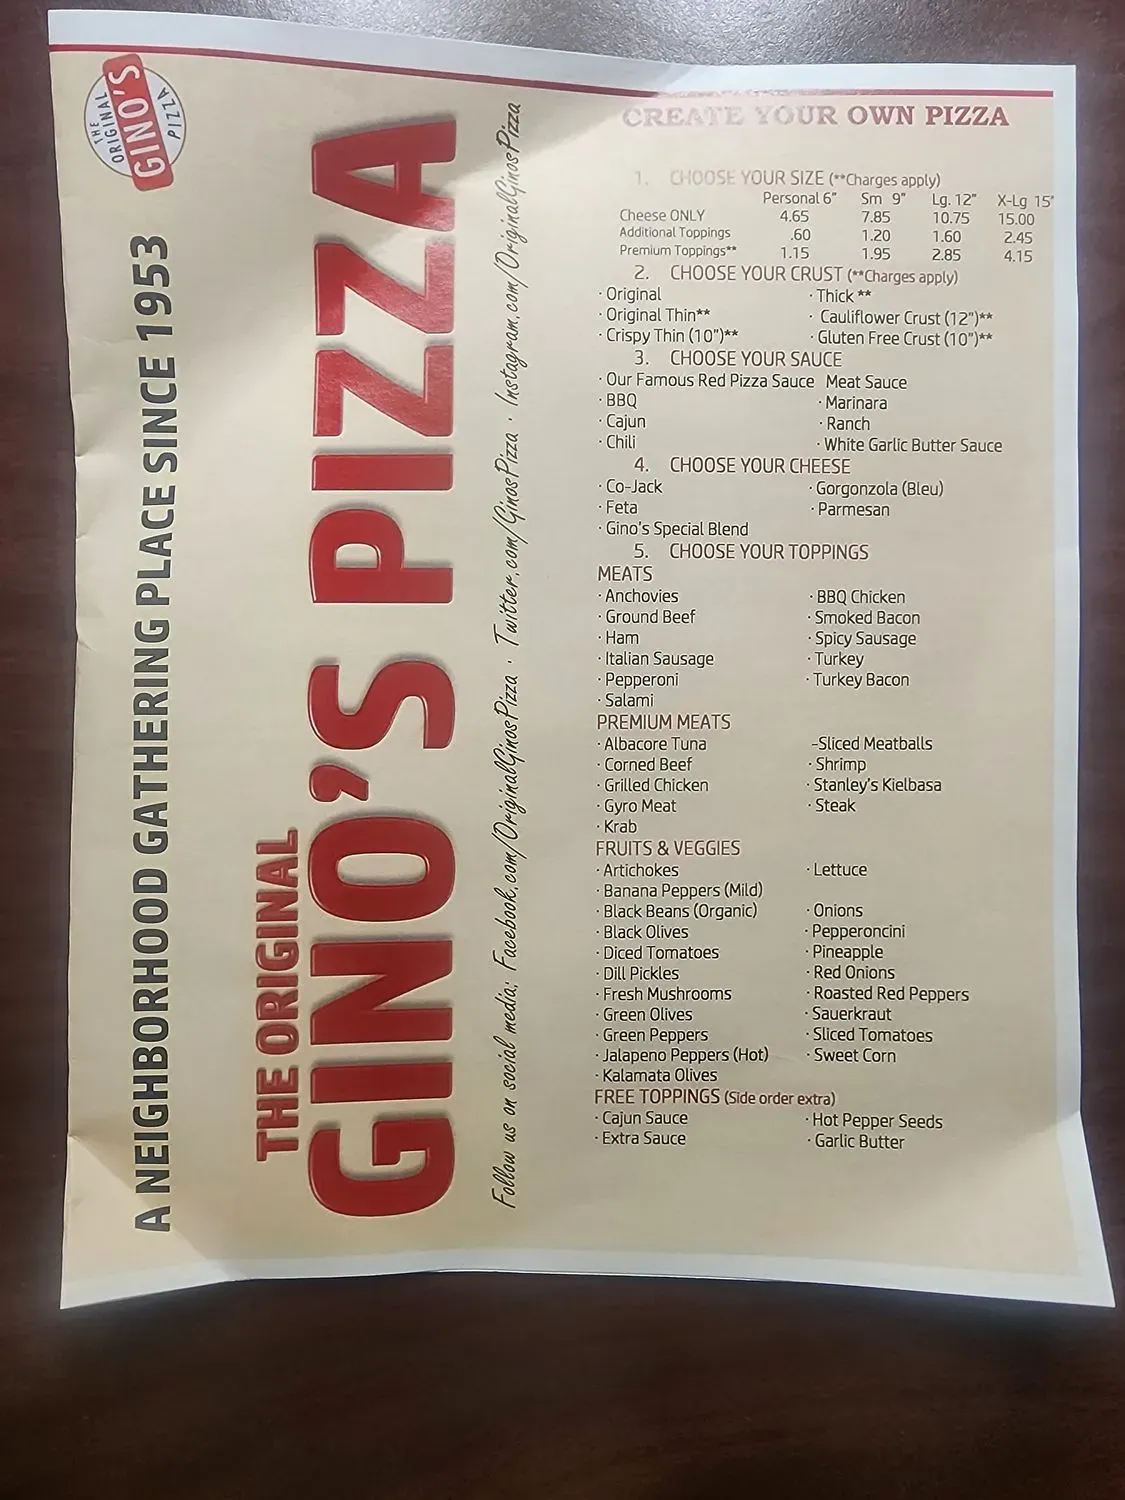 THE
ORIGINAL
GINO'S
PIZZA
A NEIGHBORHOOD GATHERING PLACE SINCE 1953
THE ORIGINAL
GINO'S PIZZA
Follow us on social media; Facebook.com/OriginalGinosPizza · Twitter.com/GinosPizza · Instagram.com/OriginalGinosPizza
CREATE YOUR OWN PIZZA
1. CHOOSE YOUR SIZE (**Charges apply)
Personal 6" Sm 9" Lg. 12" X-Lg 15"
Cheese ONLY 4.65 7.85 10.75 15.00
Additional Toppings .60 1.20 1.60 2.45
Premium Toppings** 1.15 1.95 2.85 4.15
2. CHOOSE YOUR CRUST (**Charges apply)
· Original · Thick **
· Original Thin** · Cauliflower Crust (12")**
· Crispy Thin (10")** · Gluten Free Crust (10")**
3. CHOOSE YOUR SAUCE
· Our Famous Red Pizza Sauce Meat Sauce
· BBQ · Marinara
· Cajun · Ranch
· Chili · White Garlic Butter Sauce
4. CHOOSE YOUR CHEESE
· Co-Jack · Gorgonzola (Bleu)
· Feta · Parmesan
· Gino's Special Blend
5. CHOOSE YOUR TOPPINGS
MEATS
· Anchovies · BBQ Chicken
· Ground Beef · Smoked Bacon
· Ham · Spicy Sausage
· Italian Sausage · Turkey
· Pepperoni · Turkey Bacon
· Salami
PREMIUM MEATS
· Albacore Tuna -Sliced Meatballs
· Corned Beef · Shrimp
· Grilled Chicken · Stanley's Kielbasa
· Gyro Meat · Steak
· Krab
FRUITS & VEGGIES
· Artichokes · Lettuce
· Banana Peppers (Mild)
· Black Beans (Organic) · Onions
· Black Olives · Pepperoncini
· Diced Tomatoes · Pineapple
· Dill Pickles · Red Onions
· Fresh Mushrooms · Roasted Red Peppers
· Green Olives · Sauerkraut
· Green Peppers · Sliced Tomatoes
· Jalapeno Peppers (Hot) · Sweet Corn
· Kalamata Olives
FREE TOPPINGS (Side order extra)
· Cajun Sauce · Hot Pepper Seeds
· Extra Sauce · Garlic Butter